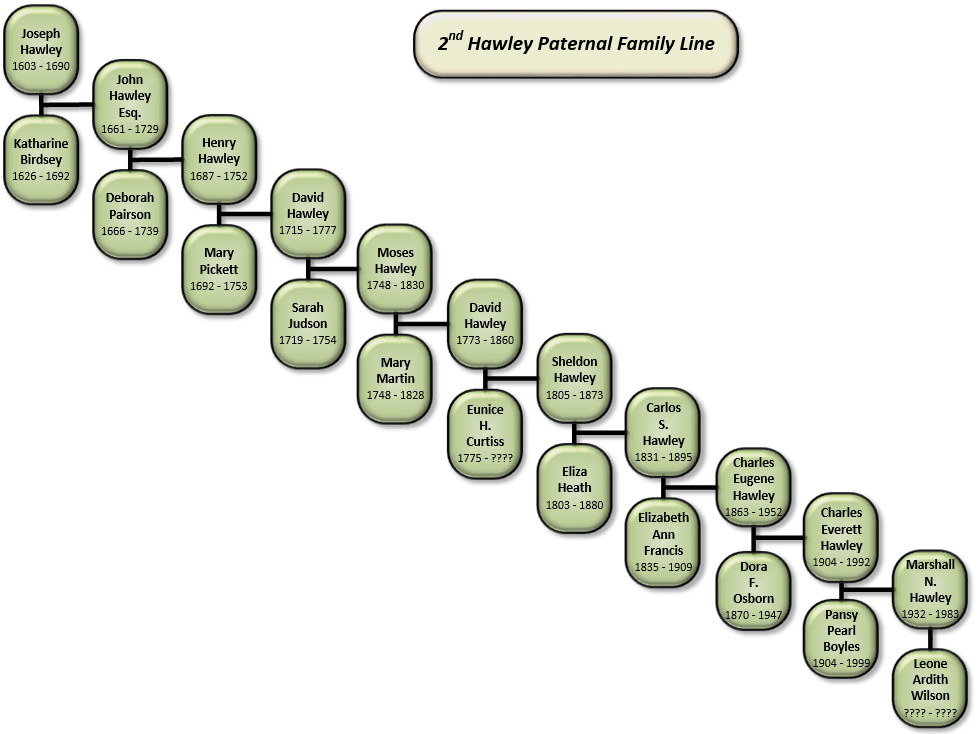 2nd Hawley Paternal Family Line
Joseph
Hawley
1603 - 1690
Katharine
Birdsey
1626 - 1692
John
Hawley
Esq.
1661 - 1729
Deborah
Pairson
1666 - 1739
Henry
Hawley
1687 - 1752
Mary
Pickett
1692 - 1753
David
Hawley
1715 - 1777
Sarah
Judson
1719 - 1754
Moses
Hawley
1748 - 1830
Mary
Martin
1748 - 1828
David
Hawley
1773 - 1860
Eunice
H.
Curtiss
1775 - ????
Sheldon
Hawley
1805 - 1873
Eliza
Heath
1803 - 1880
Carlos
S.
Hawley
1831 - 1895
Elizabeth
Ann
Francis
1835 - 1909
Charles
Eugene
Hawley
1863 - 1952
Dora
F.
Osborn
1870 - 1947
Charles
Everett
Hawley
1904 - 1992
Pansy
Pearl
Boyles
1904 - 1999
Marshall
N.
Hawley
1932 - 1983
Leone
Ardith
Wilson
???? - ????